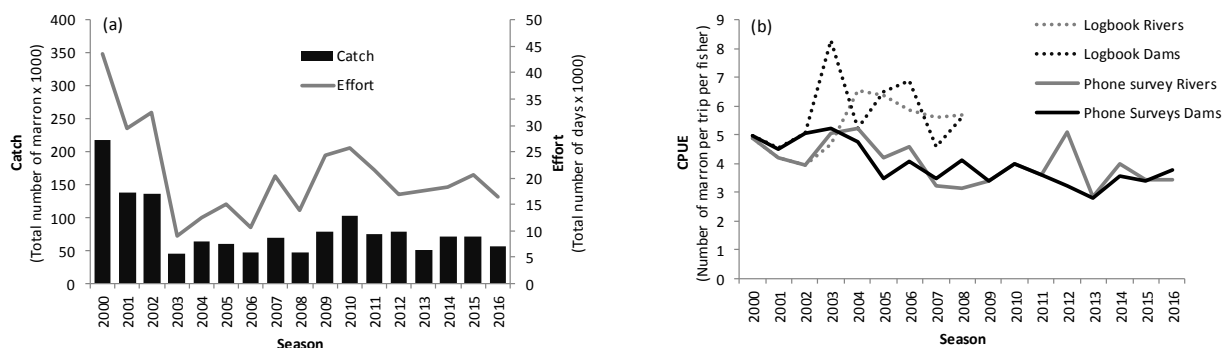 (a)
Catch
Effort
Catch
(Total number of marron x 1000)
400
350
300
250
200
150
100
50
0
50
45
40
35
30
25
20
15
10
5
0
Effort
(Total number of days x 1000)
2000 2001 2002 2003 2004 2005 2006 2007 2008 2009 2010 2011 2012 2013 2014 2015 2016
Season
(b)
Logbook Rivers
Logbook Dams
Phone survey Rivers
Phone Surveys Dams
CPUE
(Number of marron per trip per fisher)
9
8
7
6
5
4
3
2
1
0
2000 2001 2002 2003 2004 2005 2006 2007 2008 2009 2010 2011 2012 2013 2014 2015 2016
Season